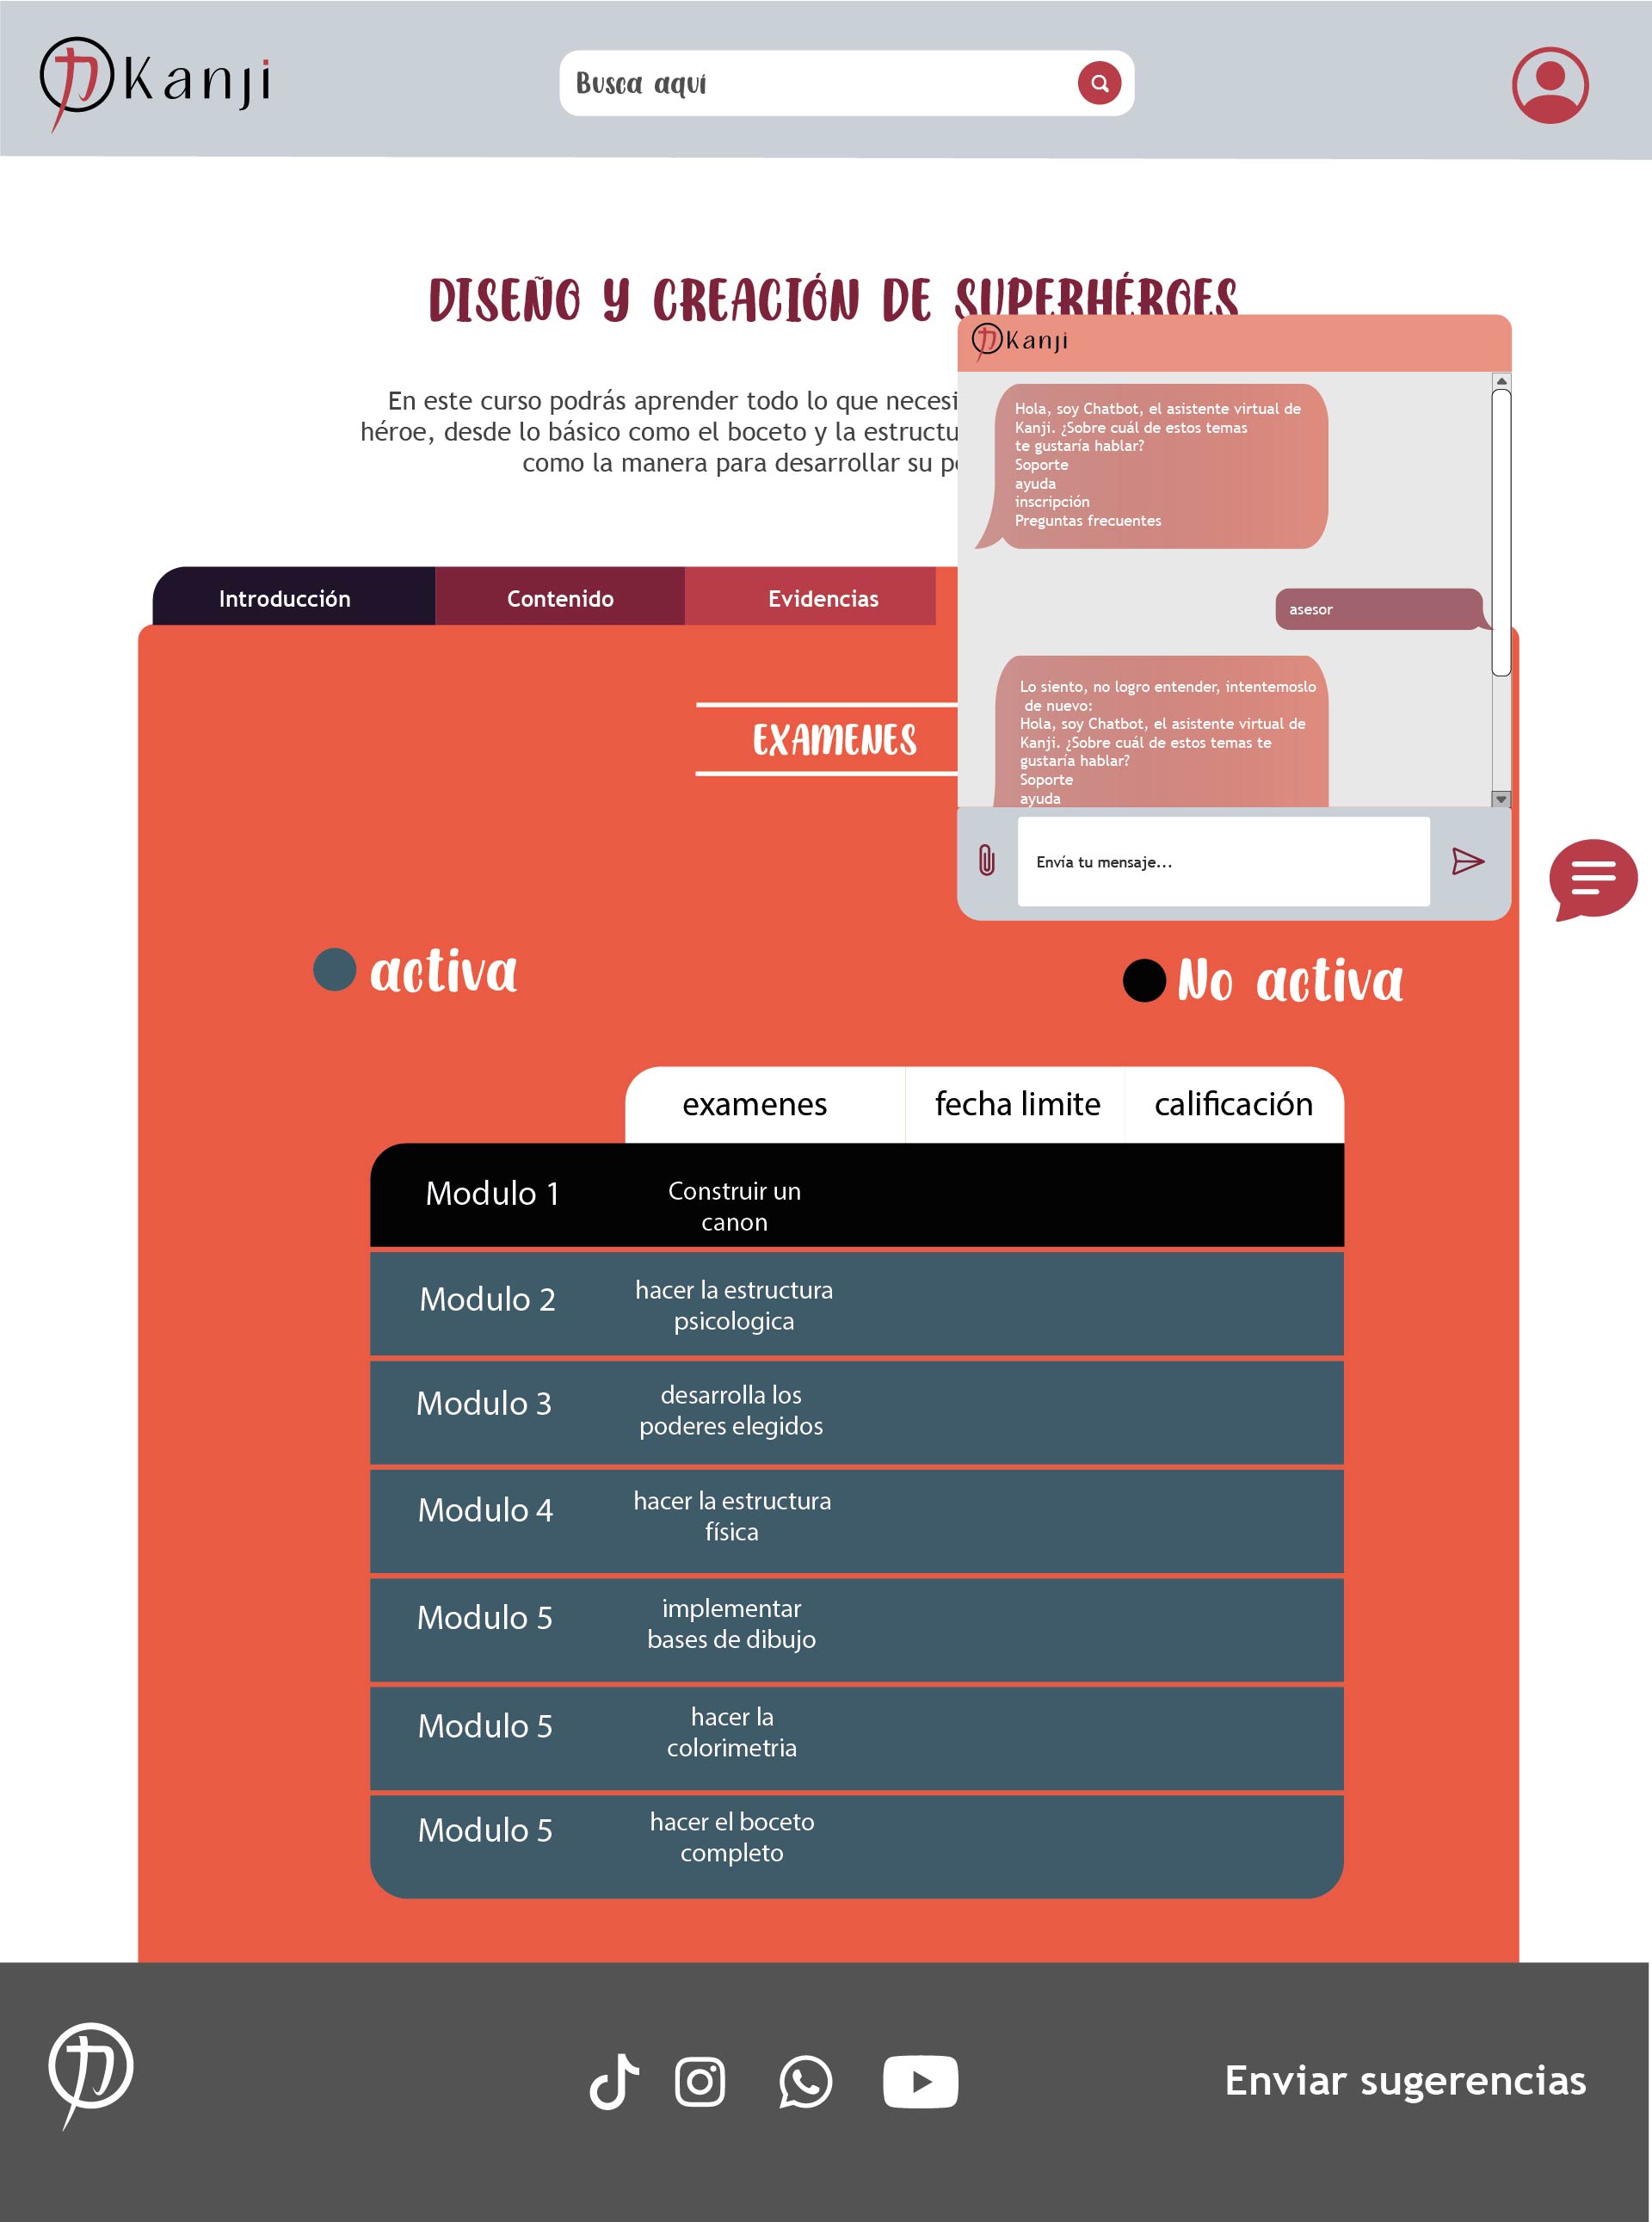 Kanji
Busca aquí
DISEÑO Y CREACIÓN DE SUPERHÉROES
En este curso podrás aprender todo lo que
héroe, desde lo básico como el boceto y la
como la manera para desarrollar su
Kanji
Hola, soy Chatbot, el asistente virtual de
Kanji. ¿Sobre cuál de estos temas
te gustaría hablar?
Soporte
ayuda
inscripción
Preguntas frecuentes
asesor
Lo siento, no logro entender, intentemoslo
de nuevo:
Hola, soy Chatbot, el asistente virtual de
Kanji. ¿Sobre cuál de estos temas te
gustaría hablar?
Soporte
ayuda
Envía tu mensaje...
Introducción
Contenido
Evidencias
EXAMENES
activa
No activa
examenes fecha limite calificación
Modulo 1
Construir un
canon
Modulo 2
hacer la estructura
psicologica
Modulo 3
desarrolla los
poderes elegidos
Modulo 4
hacer la estructura
física
Modulo 5
implementar
bases de dibujo
Modulo 5
hacer la
colorimetria
Modulo 5
hacer el boceto
completo
Enviar sugerencias